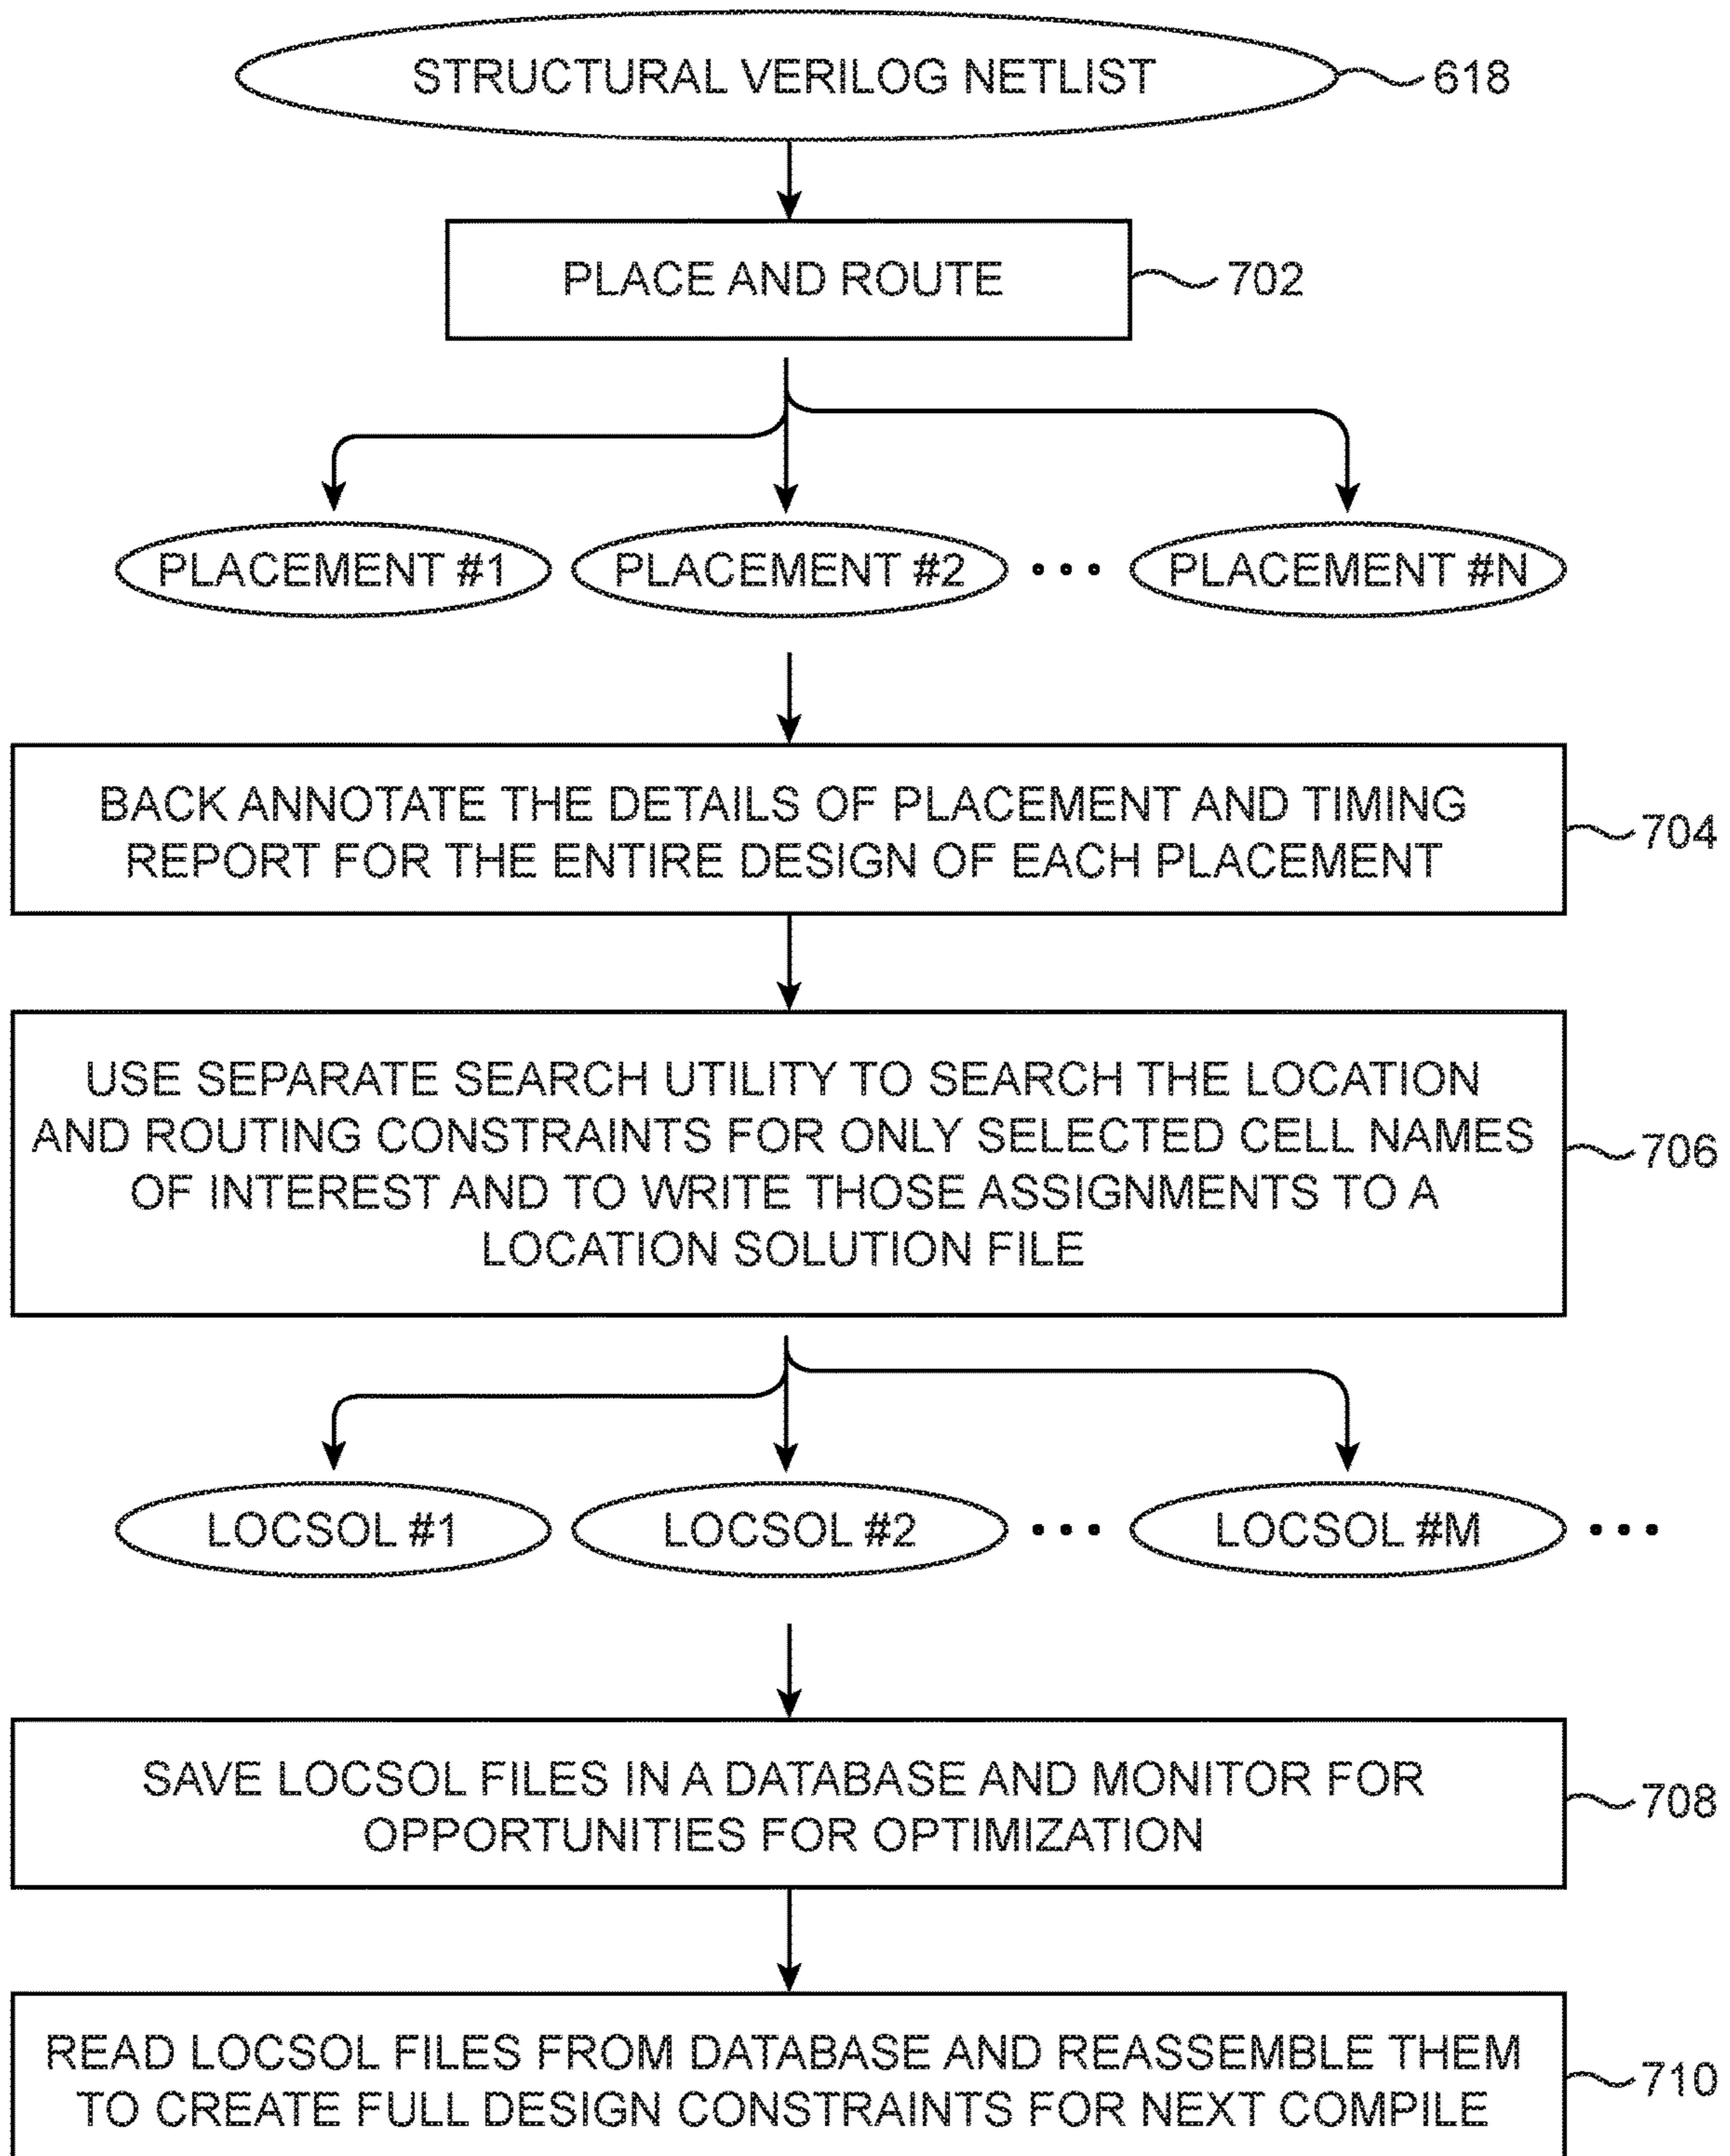 STRUCTURAL VERILOG NETLIST
618
PLACE AND ROUTE
702
PLACEMENT #1
PLACEMENT #2
PLACEMENT #N
BACK ANNOTATE THE DETAILS OF PLACEMENT AND TIMING
REPORT FOR THE ENTIRE DESIGN OF EACH PLACEMENT
704
USE SEPARATE SEARCH UTILITY TO SEARCH THE LOCATION
AND ROUTING CONSTRAINTS FOR ONLY SELECTED CELL NAMES
OF INTEREST AND TO WRITE THOSE ASSIGNMENTS TO A
LOCATION SOLUTION FILE
706
LOCSOL #1
LOCSOL #2
LOCSOL #M
SAVE LOCSOL FILES IN A DATABASE AND MONITOR FOR
OPPORTUNITIES FOR OPTIMIZATION
708
READ LOCSOL FILES FROM DATABASE AND REASSEMBLE THEM
TO CREATE FULL DESIGN CONSTRAINTS FOR NEXT COMPILE
710